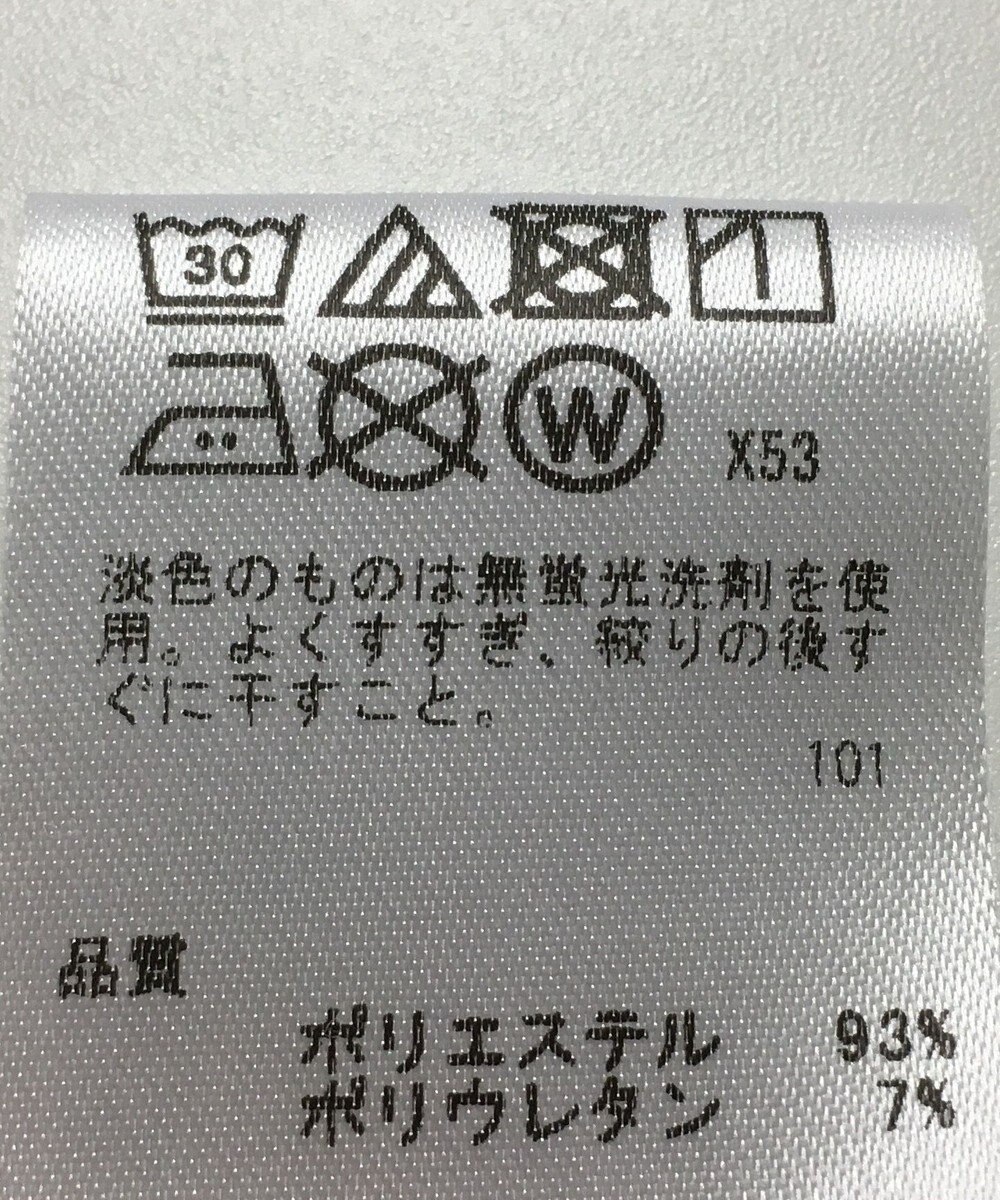 30
W X53
淡色のものは無蛍光洗剤を使
用。よくすすぎ、絞りの後す
ぐに干すこと。
101
品質
ポリエステル 93%
ポリウレタン 7%